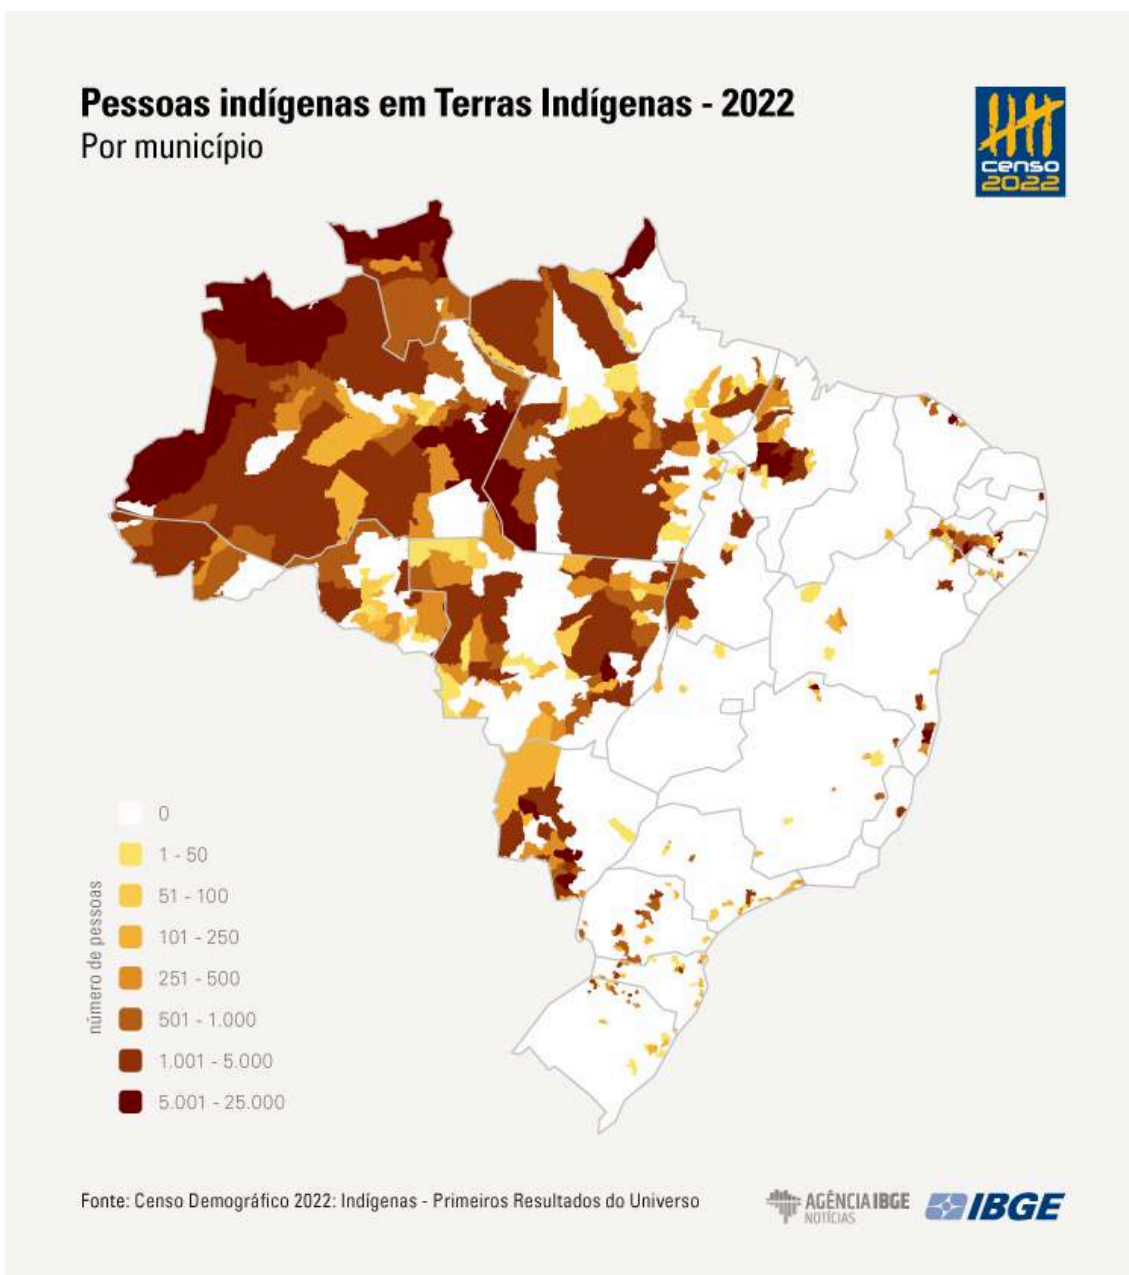 Pessoas indígenas em Terras Indígenas - 2022
Por município
censo
2022
número de pessoas
0
1 - 50
51 - 100
101 - 250
251 - 500
501 - 1.000
1.001 - 5.000
5.001 - 25.000
Fonte: Censo Demográfico 2022: Indígenas - Primeiros Resultados do Universo
AGÊNCIA IBGE
NOTÍCIAS
IBGE